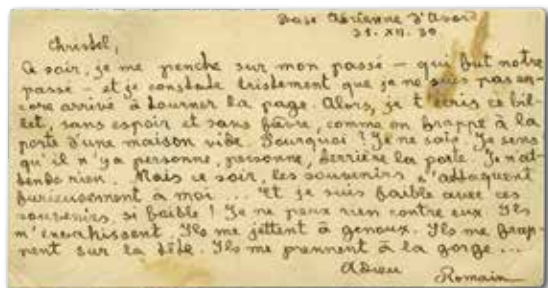 Base Aérienne d'Avord
31. XII. 39
Christel,
Ce soir, je me penche sur mon passé — qui fut notre
passé — et je constate tristement que je ne suis pas en-
core arrivé à tourner la page. Alors, je t'écris ce bil-
let, sans espoir et sans fièvre, comme on frappe à la
porte d'une maison vide. Pourquoi? Je ne sais. Je sens
qu'il n'y a personne, personne, derrière la porte. Je n'at-
tends rien. Mais ce soir, les souvenirs s'attaquent
furieusement à moi... Et je suis faible avec ces
souvenirs, si faible! Je ne peux rien contre eux. Ils
m'envahissent. Ils me jettent à genoux. Ils me frap-
pent sur la tête. Ils me prennent à la gorge...
Adieu
Romain